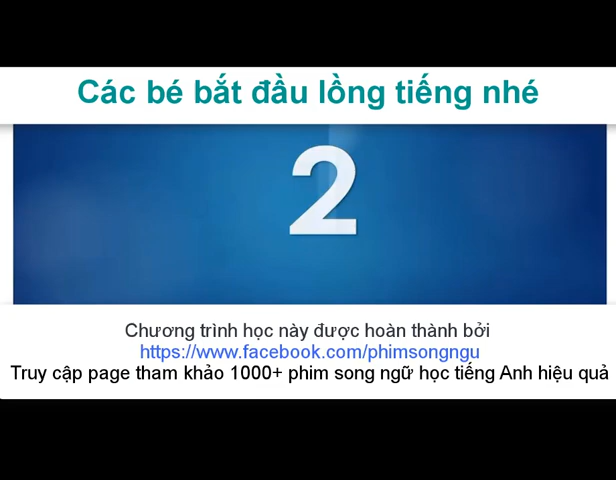 Các bé bắt đầu lồng tiếng nhé
2
Chương trình học này được hoàn thành bởi
https://www.facebook.com/phimsongngu
Truy cập page tham khảo 1000+ phim song ngữ học tiếng Anh hiệu quả